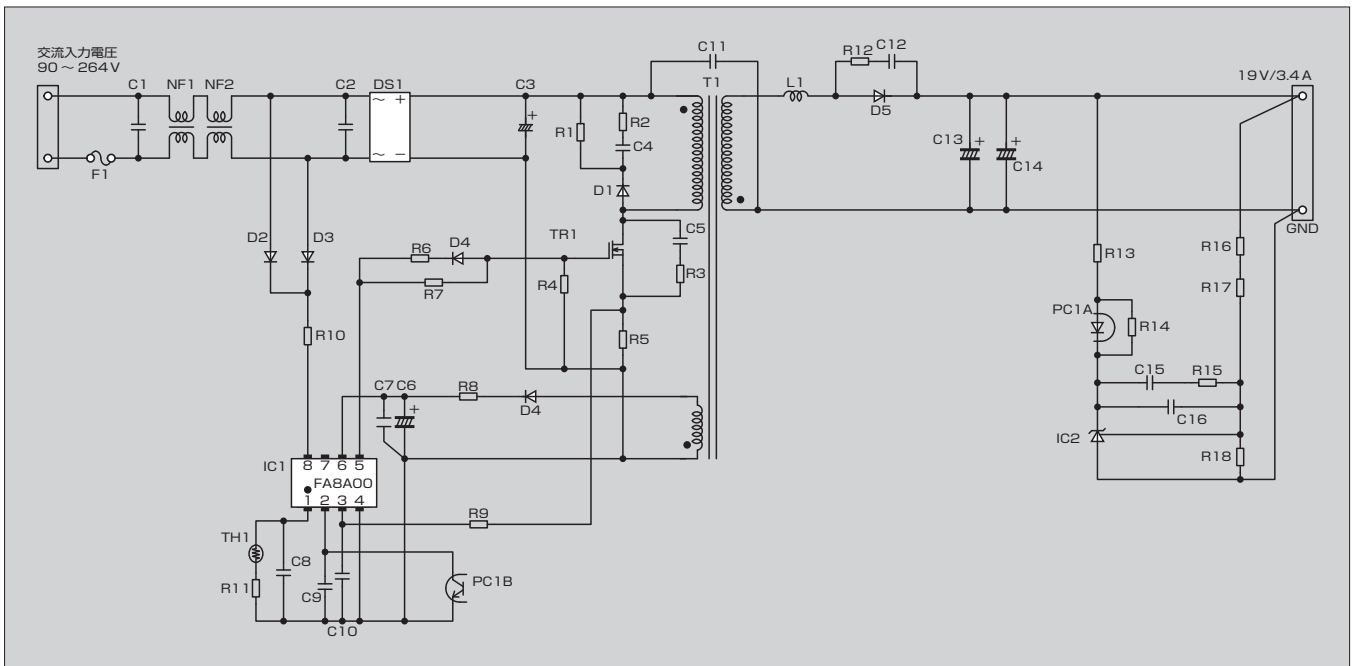 交流入力電圧
90～264V
C1
NF1
NF2
C2
DS1
C3
C11
T1
L1
R12
C12
D5
19V/3.4A
~ +
~ −
F1
R1
R2
C4
D1
C13
+
C14
+
GND
D2
D3
R6
D4
R7
TR1
R4
C5
R3
R5
R13
R16
R17
PC1A
R14
R10
C7
C6
+
R8
D4
C15
R15
C16
IC2
R18
IC1
8 7 6 5
FA8A00
1 2 3 4
R9
TH1
R11
C8
C9
C10
PC1B